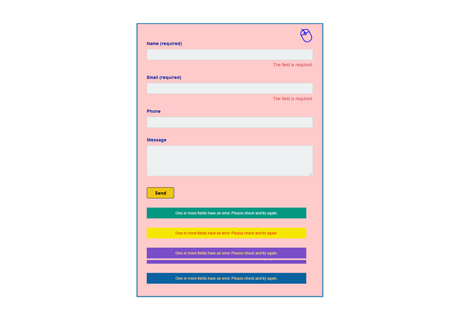 Name (required)
The field is required
Email (required)
The field is required
Phone
Message
Send
One or more fields have an error. Please check and try again.
One or more fields have an error. Please check and try again.
One or more fields have an error. Please check and try again.
One or more fields have an error. Please check and try again.